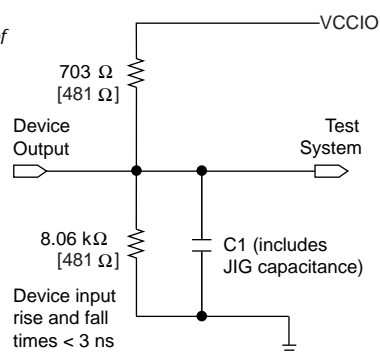 of
VCCIO
703 Ω
[481 Ω]
Device
Output
Test
System
8.06 kΩ
[481 Ω]
C1 (includes
JIG capacitance)
Device input
rise and fall
times < 3 ns